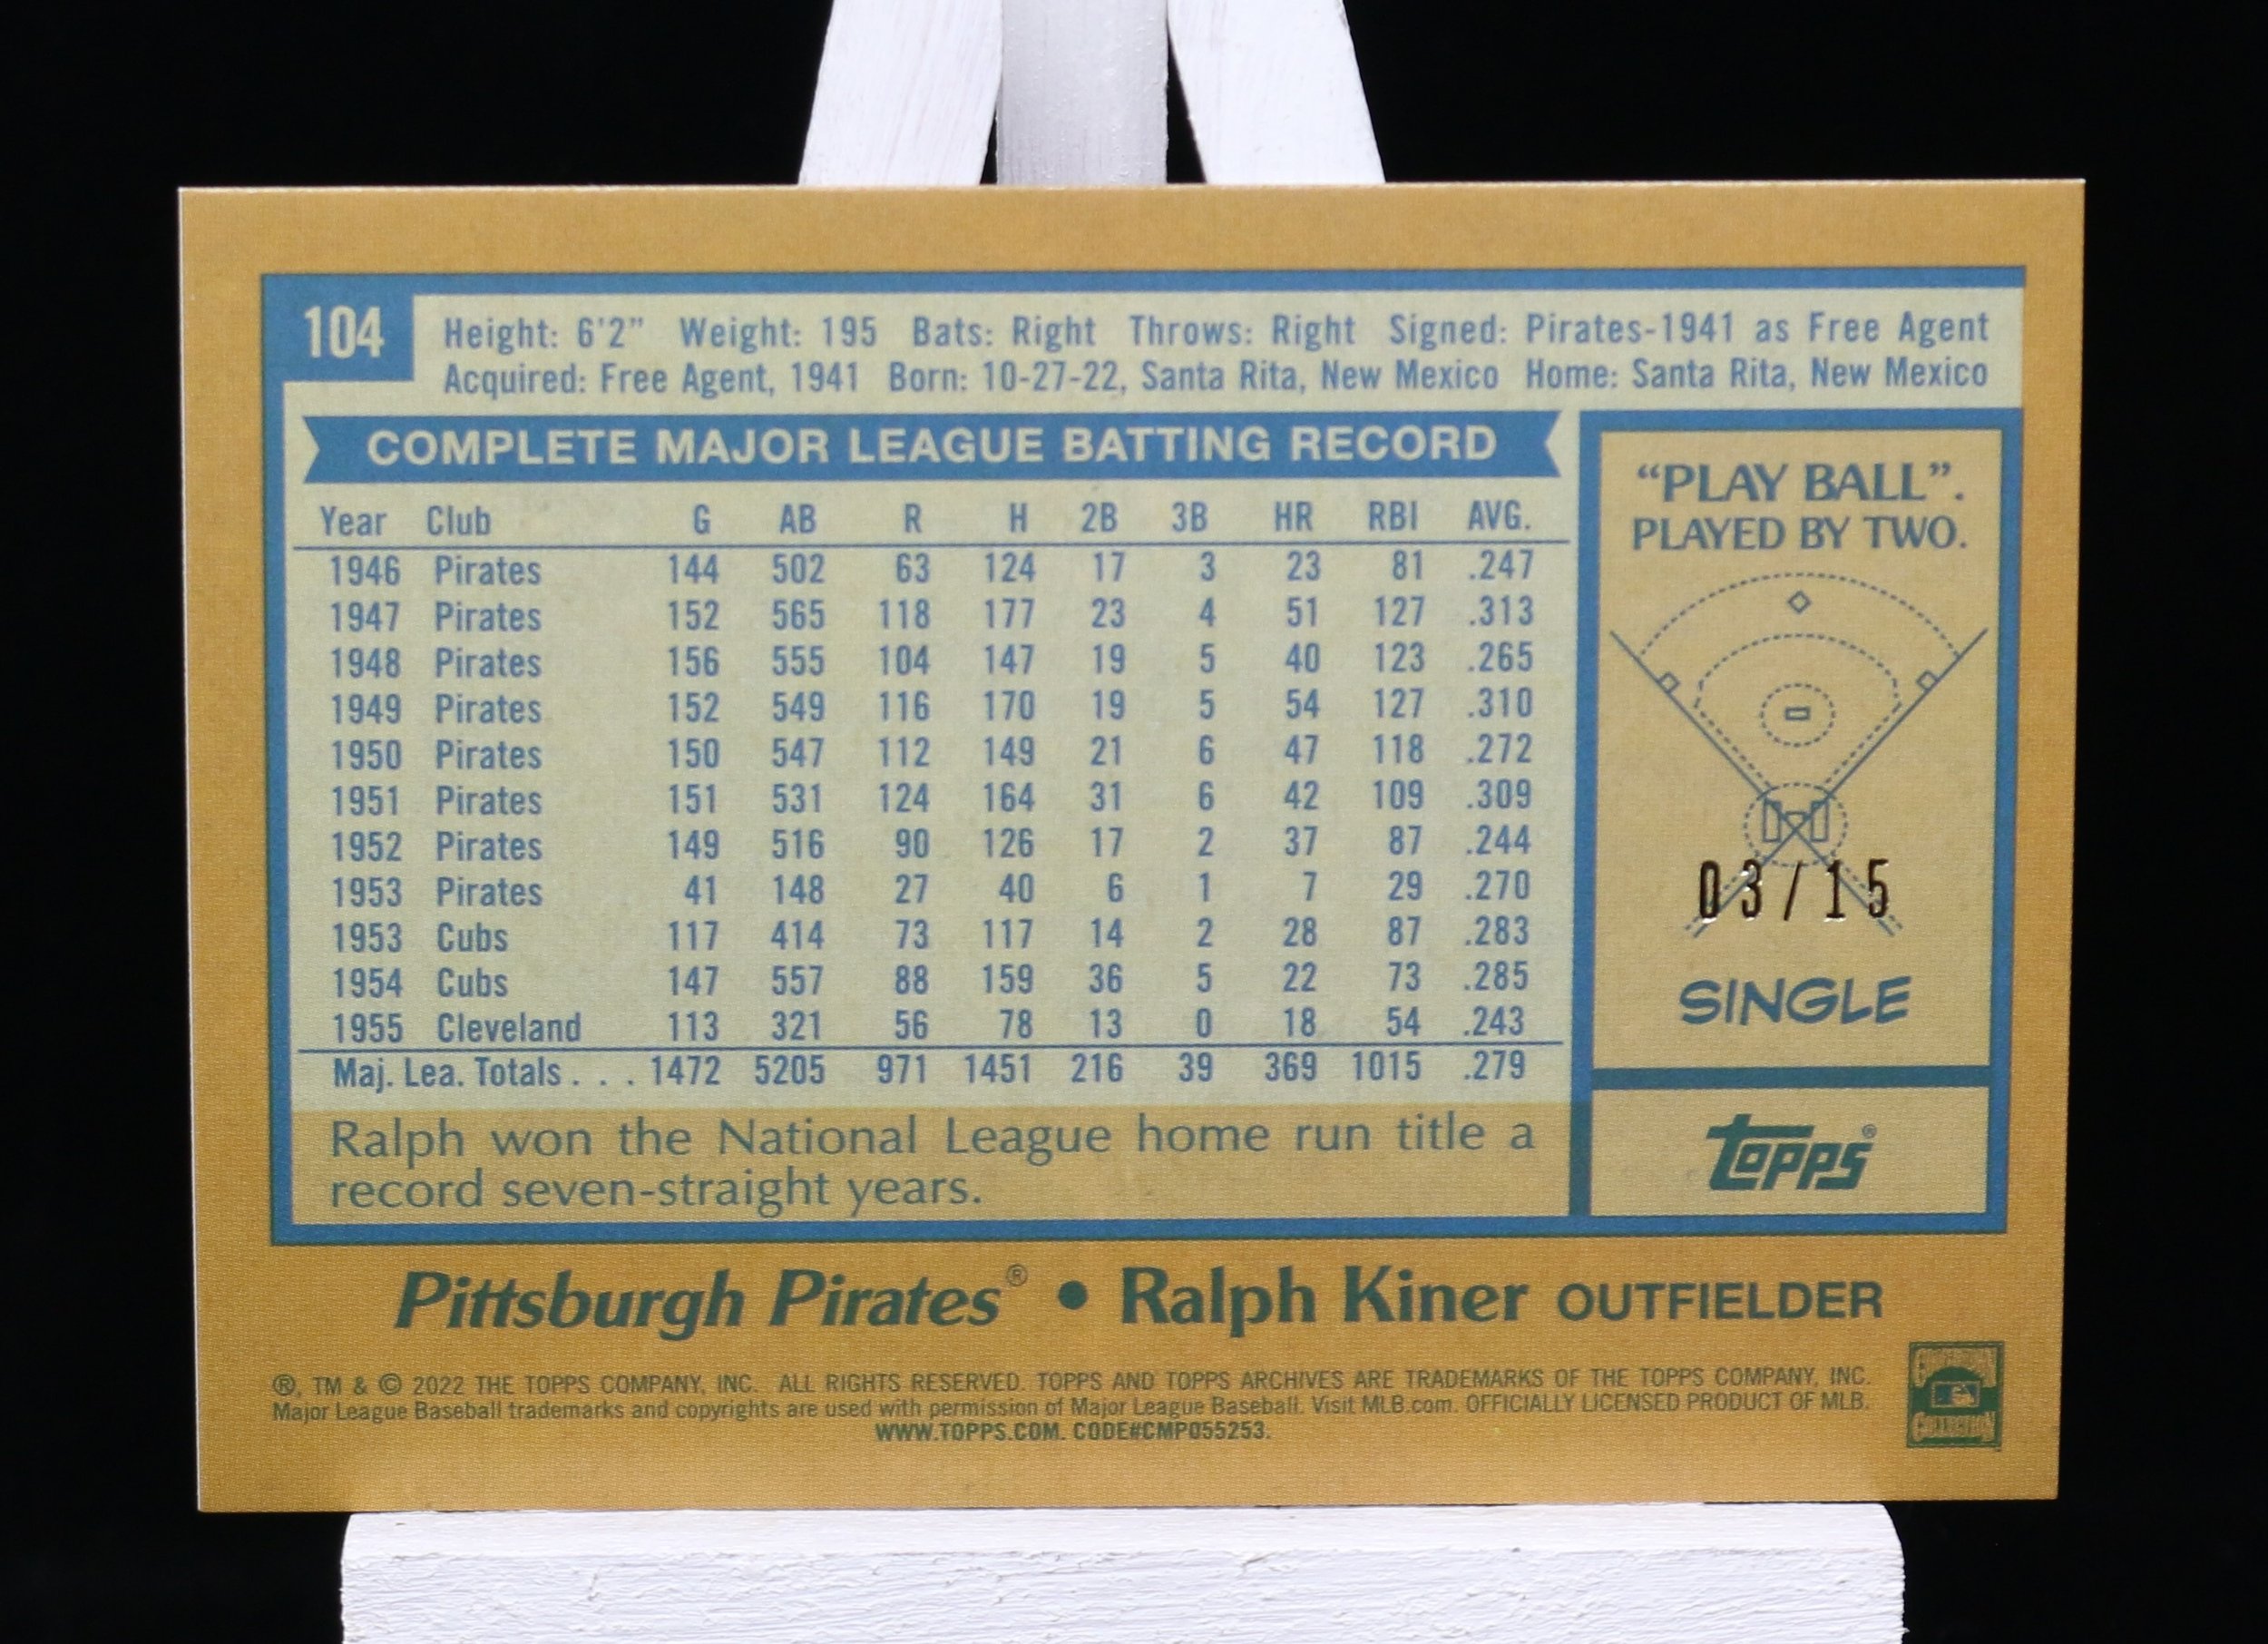 104
Height: 6'2” Weight: 195 Bats: Right Throws: Right Signed: Pirates-1941 as Free Agent
Acquired: Free Agent, 1941 Born: 10-27-22, Santa Rita, New Mexico Home: Santa Rita, New Mexico
COMPLETE MAJOR LEAGUE BATTING RECORD
Year Club G AB R H 2B 3B HR RBI AVG.
1946 Pirates 144 502 63 124 17 3 23 81 .247
1947 Pirates 152 565 118 177 23 4 51 127 .313
1948 Pirates 156 555 104 147 19 5 40 123 .265
1949 Pirates 152 549 116 170 19 5 54 127 .310
1950 Pirates 150 547 112 149 21 6 47 118 .272
1951 Pirates 151 531 124 164 31 6 42 109 .309
1952 Pirates 149 516 90 126 17 2 37 87 .244
1953 Pirates 41 148 27 40 6 1 7 29 .270
1953 Cubs 117 414 73 117 14 2 28 87 .283
1954 Cubs 147 557 88 159 36 5 22 73 .285
1955 Cleveland 113 321 56 78 13 0 18 54 .243
Maj. Lea. Totals . . . 1472 5205 971 1451 216 39 369 1015 .279
Ralph won the National League home run title a
record seven-straight years.
“PLAY BALL”.
PLAYED BY TWO.
03/15
SINGLE
topps®
Pittsburgh Pirates® • Ralph Kiner OUTFIELDER
®, TM & © 2022 THE TOPPS COMPANY, INC. ALL RIGHTS RESERVED. TOPPS AND TOPPS ARCHIVES ARE TRADEMARKS OF THE TOPPS COMPANY, INC.
Major League Baseball trademarks and copyrights are used with permission of Major League Baseball. Visit MLB.com. OFFICIALLY LICENSED PRODUCT OF MLB.
WWW.TOPPS.COM. CODE#CMP055253.
COOPERSTOWN
COLLECTION